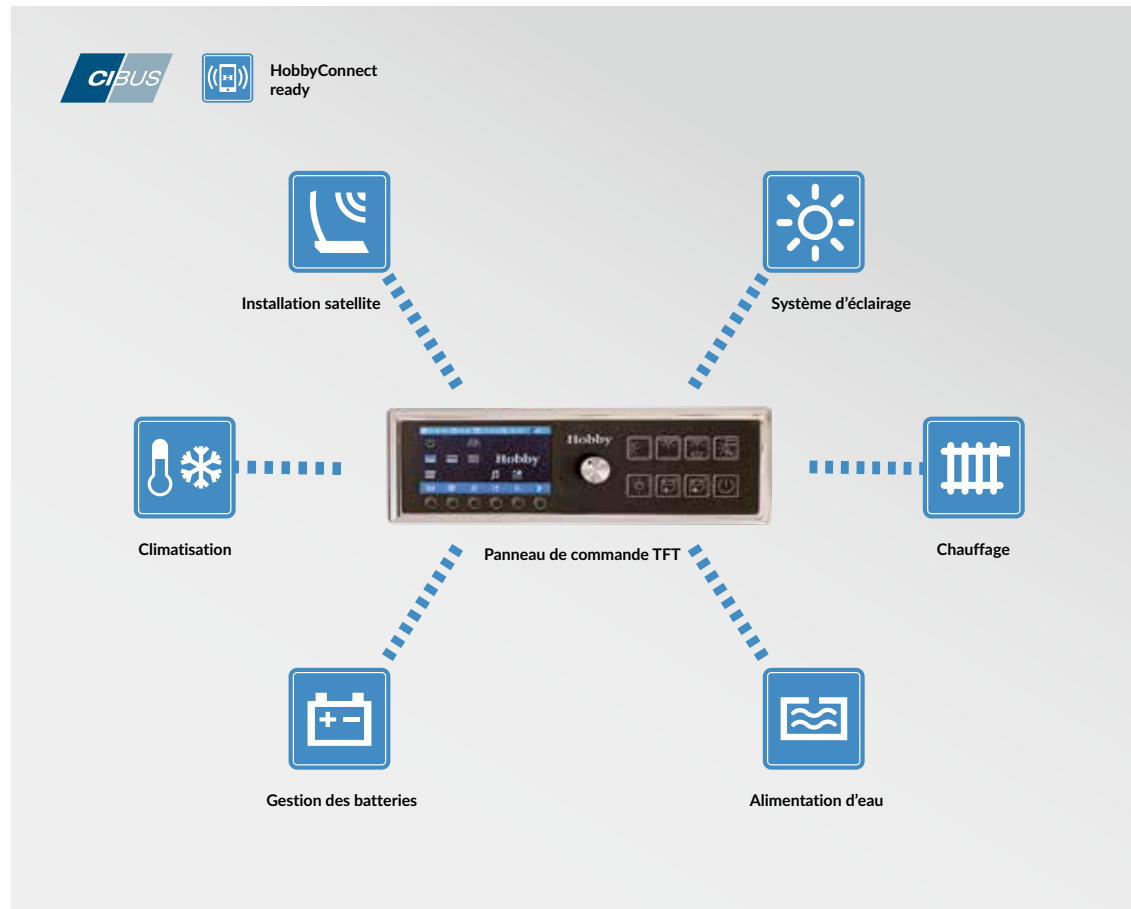 CIBUS
HobbyConnect
ready
Installation satellite
Système d'éclairage
Hobby
Hobby
Climatisation
Panneau de commande TFT
Chauffage
Gestion des batteries
Alimentation d'eau